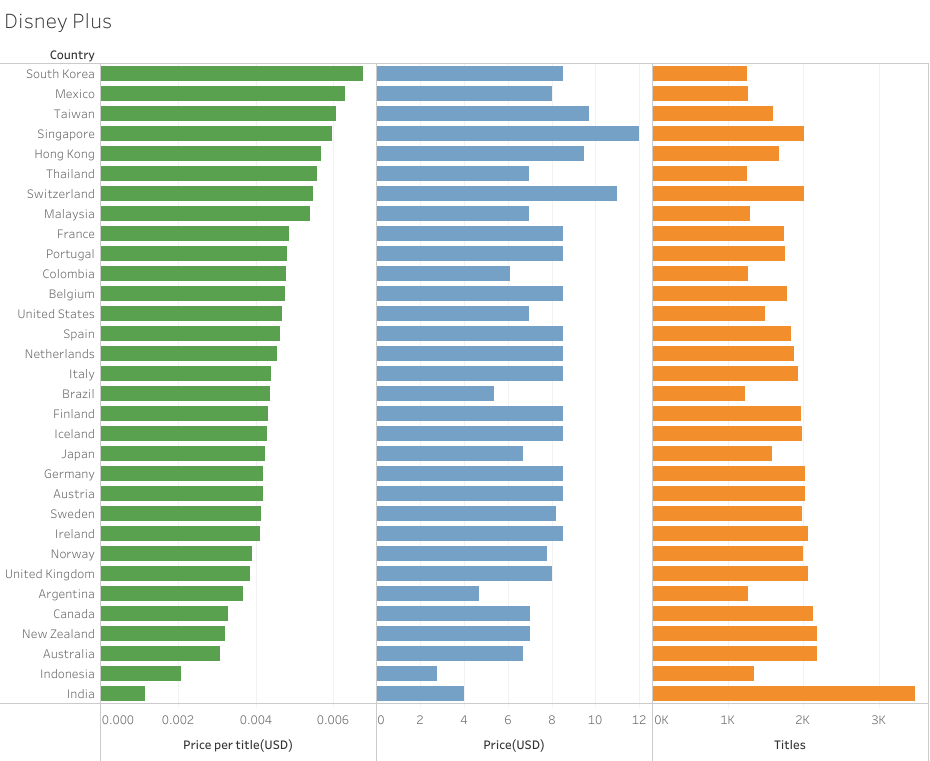 Disney Plus
Country
South Korea
Mexico
Taiwan
Singapore
Hong Kong
Thailand
Switzerland
Malaysia
France
Portugal
Colombia
Belgium
United States
Spain
Netherlands
Italy
Brazil
Finland
Iceland
Japan
Germany
Austria
Sweden
Ireland
Norway
United Kingdom
Argentina
Canada
New Zealand
Australia
Indonesia
India
0.000 0.002 0.004 0.006 0 2 4 6 8 10 12 0K 1K 2K 3K
Price per title(USD) Price(USD) Titles